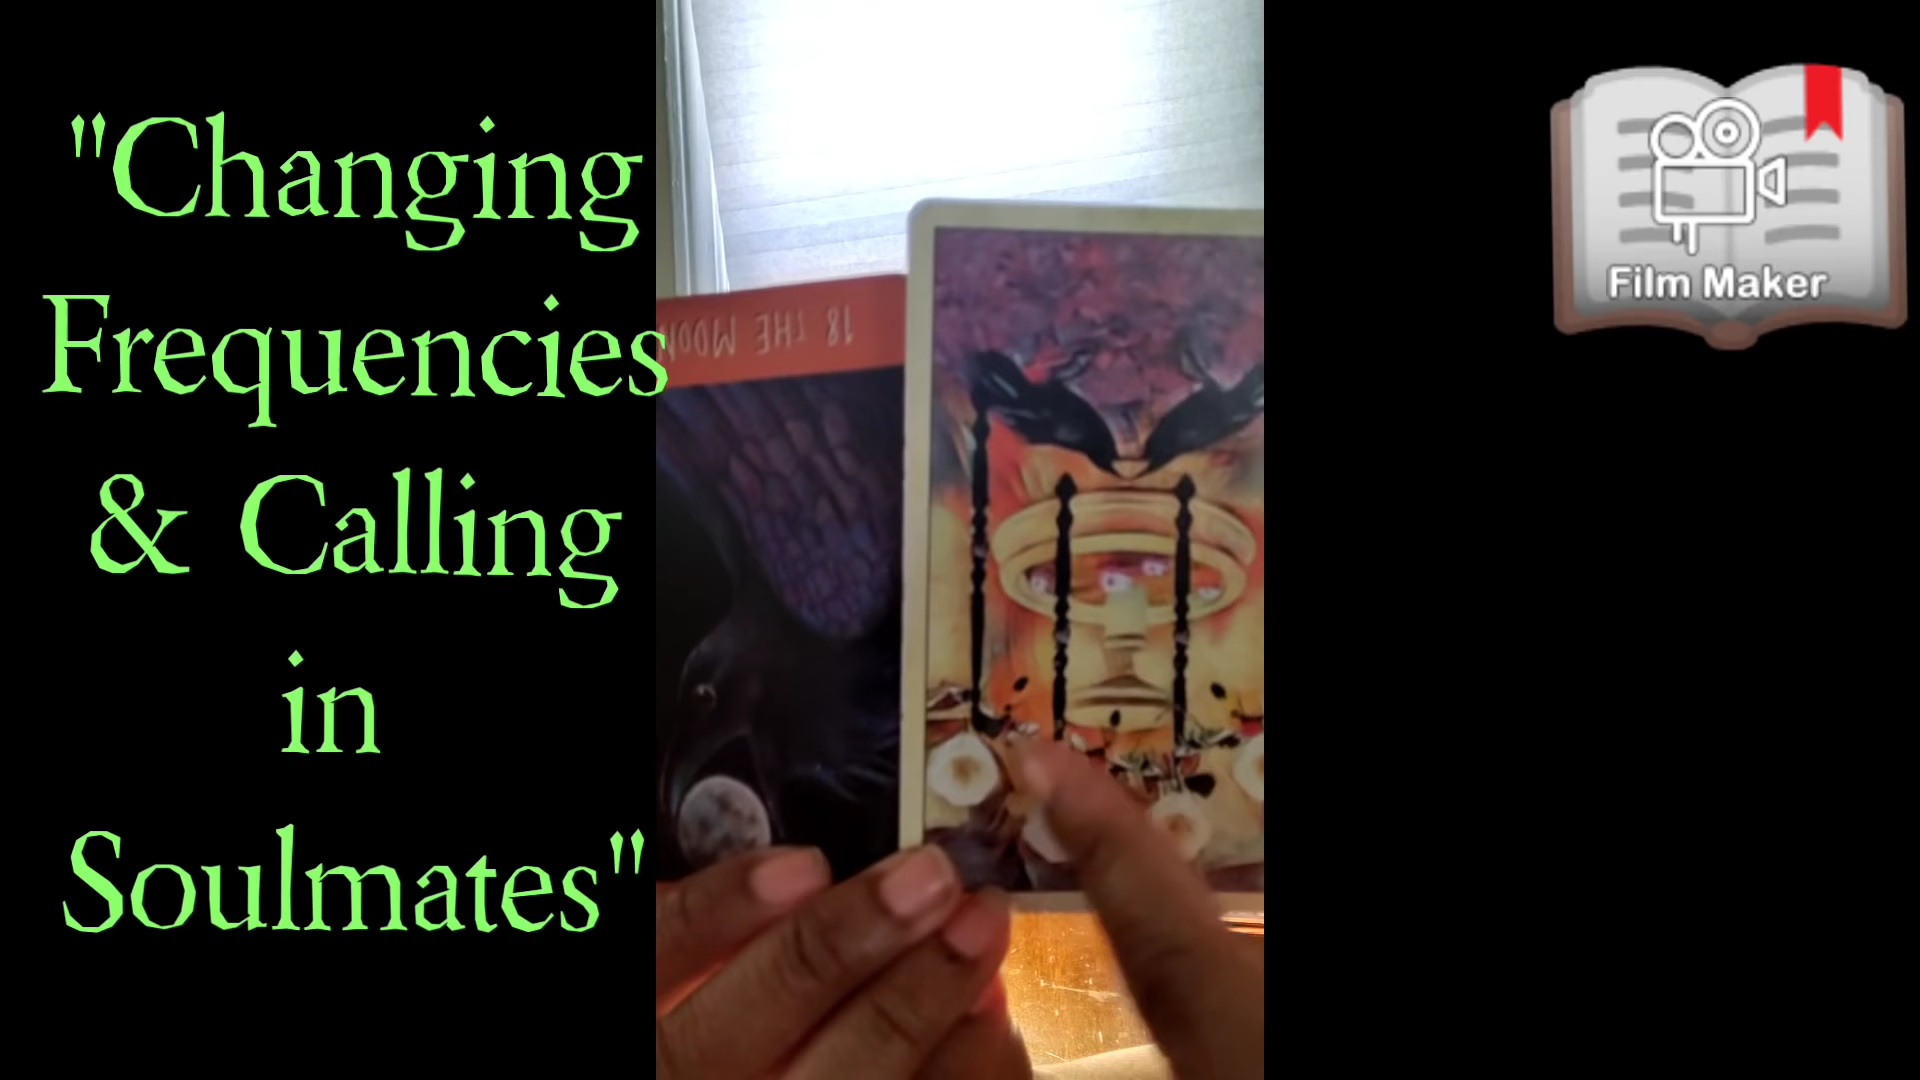 "Changing
Frequencies
& Calling
in
Soulmates"
18 THE MOON
Film Maker